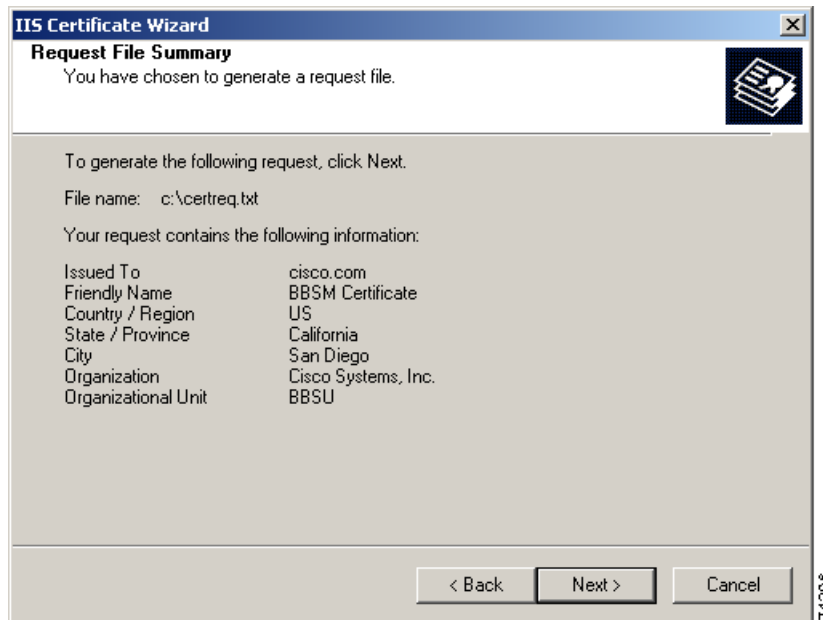 IIS Certificate Wizard
Request File Summary
You have chosen to generate a request file.
To generate the following request, click Next.
File name: c:\certreq.txt
Your request contains the following information:
Issued To cisco.com
Friendly Name BBSM Certificate
Country / Region US
State / Province California
City San Diego
Organization Cisco Systems, Inc.
Organizational Unit BBSU
< Back Next > Cancel